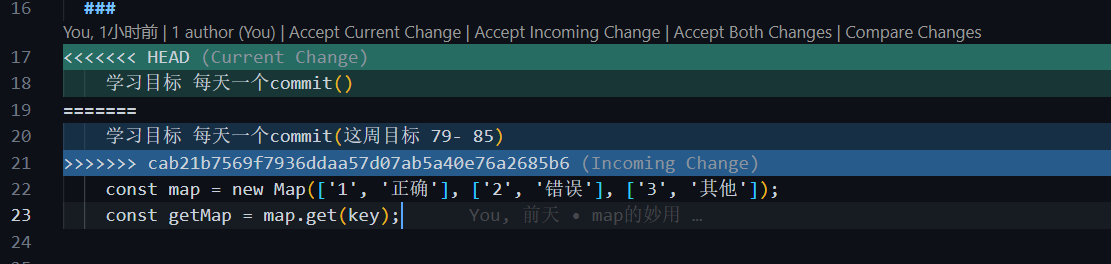 16 ###
You, 1小时前 | 1 author (You) | Accept Current Change | Accept Incoming Change | Accept Both Changes | Compare Changes
17 <<<<<<< HEAD (Current Change)
18 学习目标 每天一个commit()
19 =======
20 学习目标 每天一个commit(这周目标 79- 85)
21 >>>>>>> cab21b7569f7936ddaa57d07ab5a40e76a2685b6 (Incoming Change)
22 const map = new Map(['1', '正确'], ['2', '错误'], ['3', '其他']);
23 const getMap = map.get(key); You, 前天 • map的妙用 …
24
25